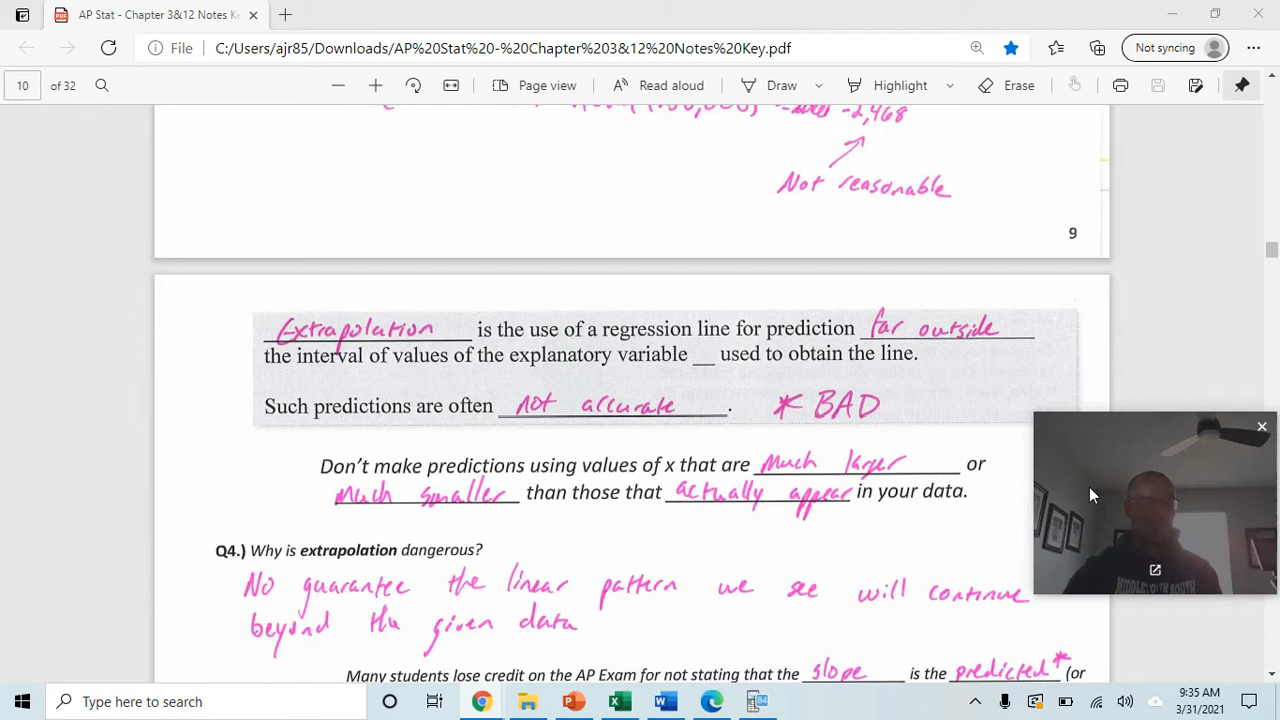 AP Stat - Chapter 3&12 Notes Ke
File C:/Users/ajr85/Downloads/AP%20Stat%20-%20Chapter%203&12%20Notes%20Key.pdf Not syncing
10 of 32 Page view Read aloud Draw Highlight Erase
-2,468
Not reasonable
9
Extrapolation is the use of a regression line for prediction far outside
the interval of values of the explanatory variable __ used to obtain the line.
Such predictions are often not accurate. * BAD
Don't make predictions using values of x that are Much larger or
Much smaller than those that actually appear in your data.
Q4.) Why is extrapolation dangerous?
No guarantee the linear pattern we see will continue
beyond the given data
Many students lose credit on the AP Exam for not stating that the slope is the predicted* (or
MIDDLETOWN SOUTH
Type here to search
9:35 AM
3/31/2021